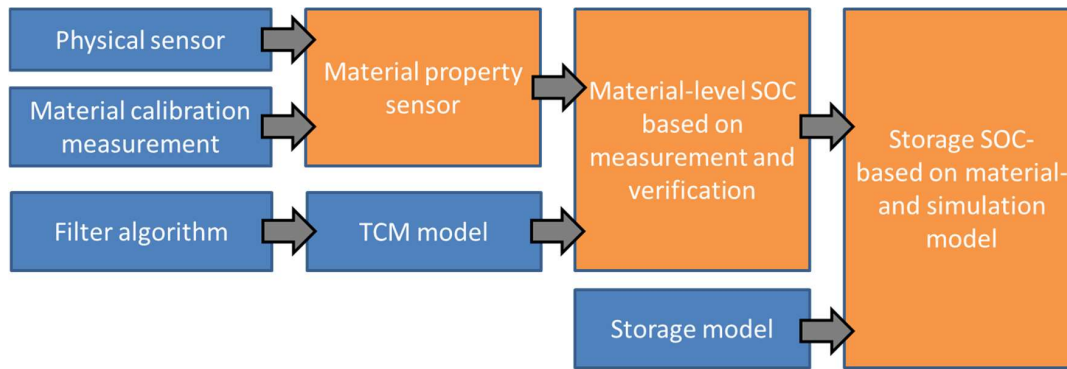 Physical sensor
Material calibration
measurement
Filter algorithm
Material property
sensor
TCM model
Material-level SOC
based on
measurement and
verification
Storage model
Storage SOC-
based on material-
and simulation
model